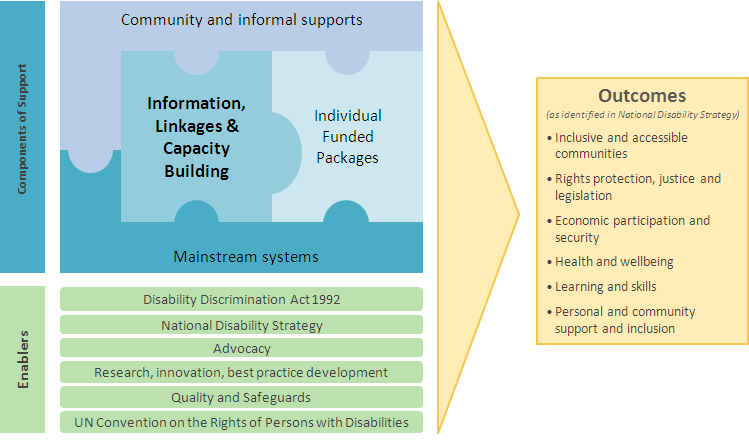 Components of Support
Community and informal supports
Information,
Linkages &
Capacity
Building
Individual
Funded
Packages
Mainstream systems
Enablers
Disability Discrimination Act 1992
National Disability Strategy
Advocacy
Research, innovation, best practice development
Quality and Safeguards
UN Convention on the Rights of Persons with Disabilities
Outcomes
(as identified in National Disability Strategy)
• Inclusive and accessible
communities
• Rights protection, justice and
legislation
• Economic participation and
security
• Health and wellbeing
• Learning and skills
• Personal and community
support and inclusion